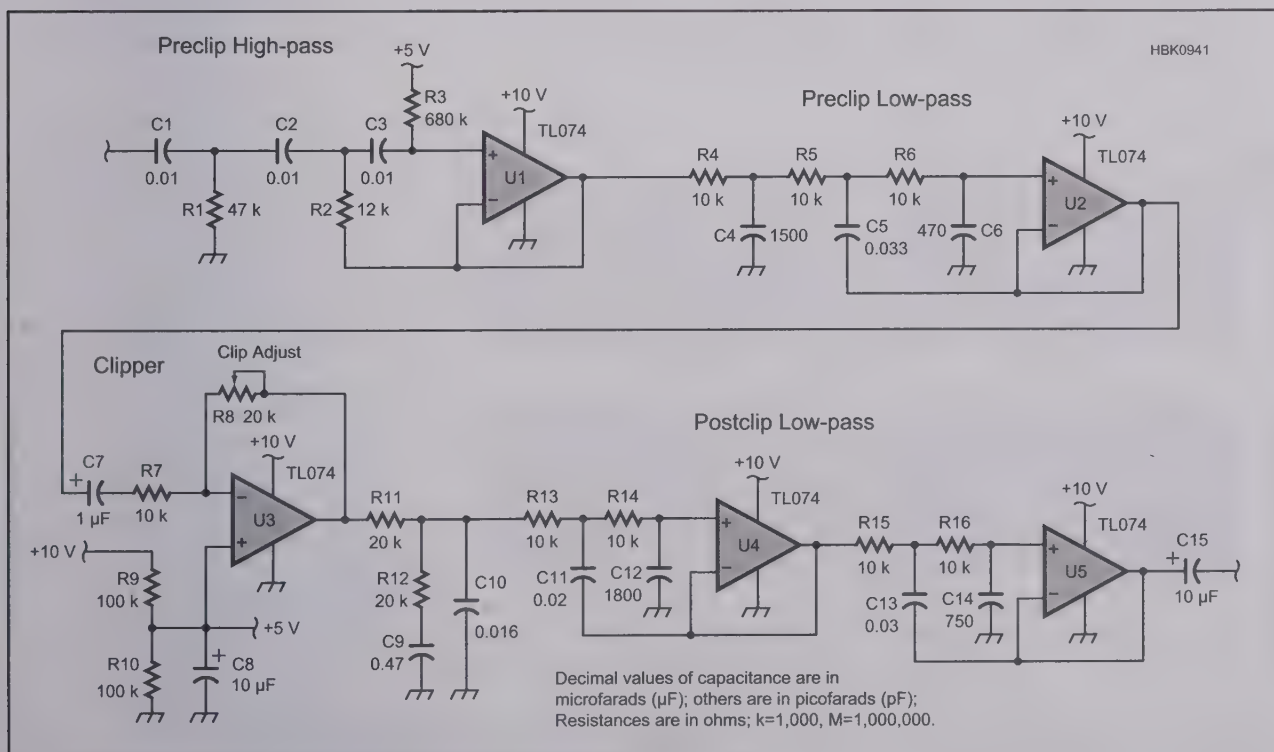 Preclip High-pass
HBK0941
+5 V
R3
680 k
+10 V
TL074
C1
0.01
C2
0.01
C3
0.01
R1
47 k
R2
12 k
+
U1
−
Preclip Low-pass
+10 V
TL074
R4
10 k
R5
10 k
R6
10 k
C4
1500
C5
0.033
470
C6
+
U2
−
Clipper
Clip Adjust
R8 20 k
+10 V
TL074
+
C7
1 µF
R7
10 k
−
U3
+
+10 V
R9
100 k
+5 V
R10
100 k
+
C8
10 µF
R11
20 k
R12
20 k
C9
0.47
C10
0.016
Postclip Low-pass
R13
10 k
R14
10 k
C11
0.02
C12
1800
+10 V
TL074
+
U4
−
R15
10 k
R16
10 k
C13
0.03
C14
750
+10 V
TL074
+
U5
−
+
C15
10 µF
Decimal values of capacitance are in
microfarads (µF); others are in picofarads (pF);
Resistances are in ohms; k=1,000, M=1,000,000.